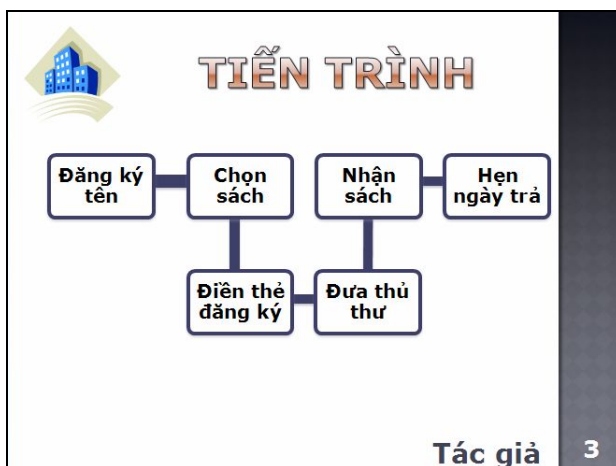 TIẾN TRÌNH
Đăng ký
tên
Chọn
sách
Điền thẻ
đăng ký
Đưa thủ
thư
Nhận
sách
Hẹn
ngày trả
Tác giả
3